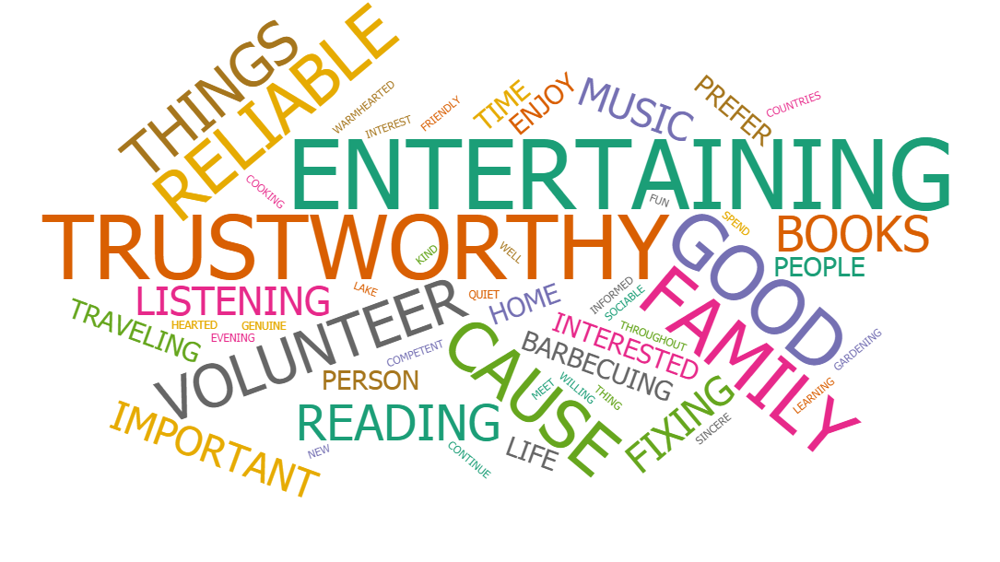 THINGS
RELIABLE
WARMHEARTED
INTEREST
FRIENDLY
TIME
ENJOY
MUSIC
PREFER
COUNTRIES
ENTERTAINING
COOKING
FUN
TRUSTWORTHY
KIND
WELL
GOOD
SPEND
BOOKS
PEOPLE
LISTENING
LAKE
QUIET
HOME
INFORMED
SOCIABLE
FAMILY
TRAVELING
HEARTED
GENUINE
EVENING
VOLUNTEER
COMPETENT
CAUSE
INTERESTED
THROUGHOUT
BARBECUING
GARDENING
PERSON
MEET
WILLING
THING
FIXING
LEARNING
IMPORTANT
READING
SINCERE
NEW
CONTINUE
LIFE